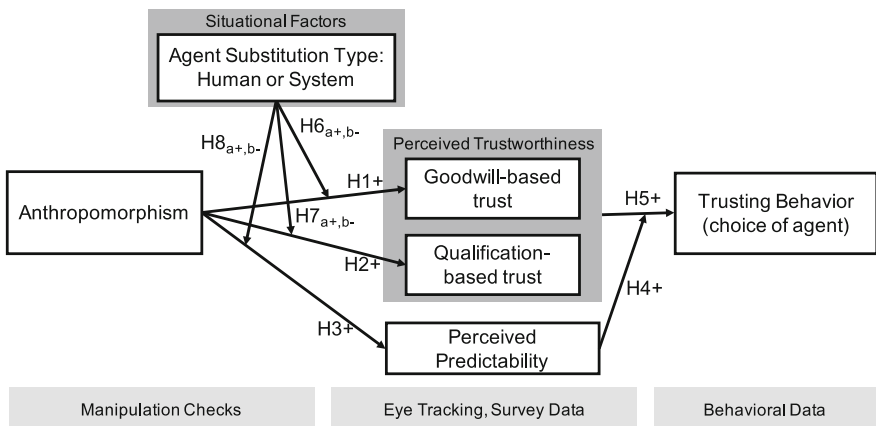 Situational Factors
Agent Substitution Type:
Human or System
H8a+,b-
H6a+,b-
Perceived Trustworthiness
Anthropomorphism
H1+
Goodwill-based
trust
H7a+,b-
H2+
Qualification-
based trust
H5+
Trusting Behavior
(choice of agent)
H4+
H3+
Perceived
Predictability
Manipulation Checks
Eye Tracking, Survey Data
Behavioral Data